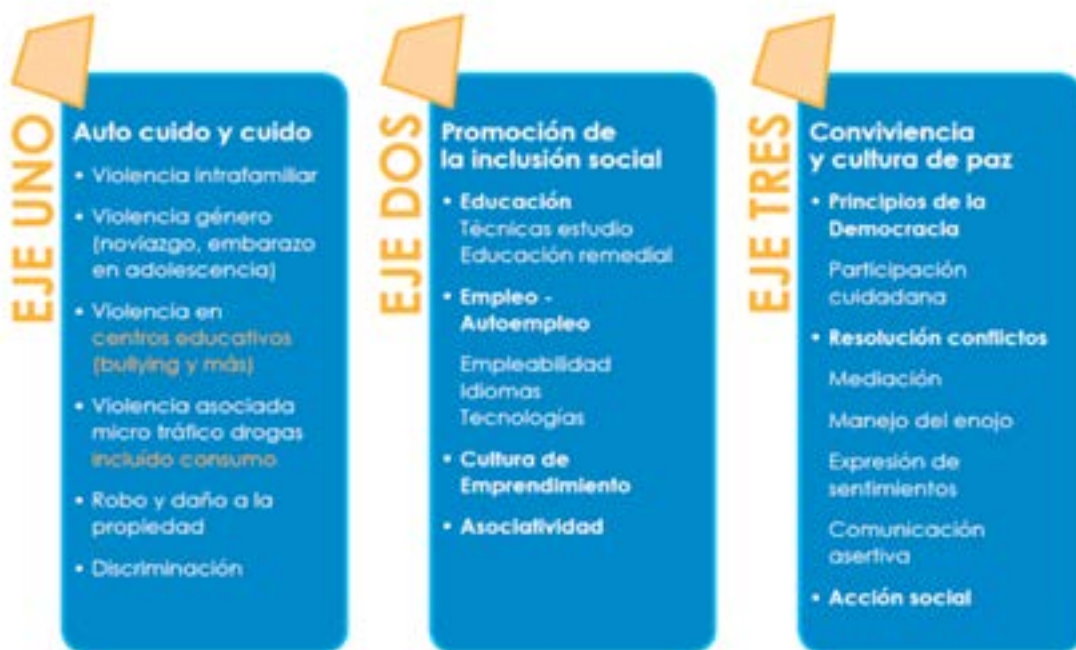 EJE UNO
Auto cuido y cuido
• Violencia intrafamiliar
• Violencia género
(noviazgo, embarazo
en adolescencia)
• Violencia en
centros educativos
(bullying y más)
• Violencia asociada
micro tráfico drogas
incluído consumo
• Robo y daño a la
propiedad
• Discriminación
EJE DOS
Promoción de
la inclusión social
• Educación
Técnicas estudio
Educación remedial
• Empleo -
Autoempleo
Empleabilidad
Idiomas
Tecnologías
• Cultura de
Emprendimiento
• Asociatividad
EJE TRES
Conviviencia
y cultura de paz
• Principios de la
Democracia
Participación
cuidadana
• Resolución conflictos
Mediación
Manejo del enojo
Expresión de
sentimientos
Comunicación
asertiva
• Acción social